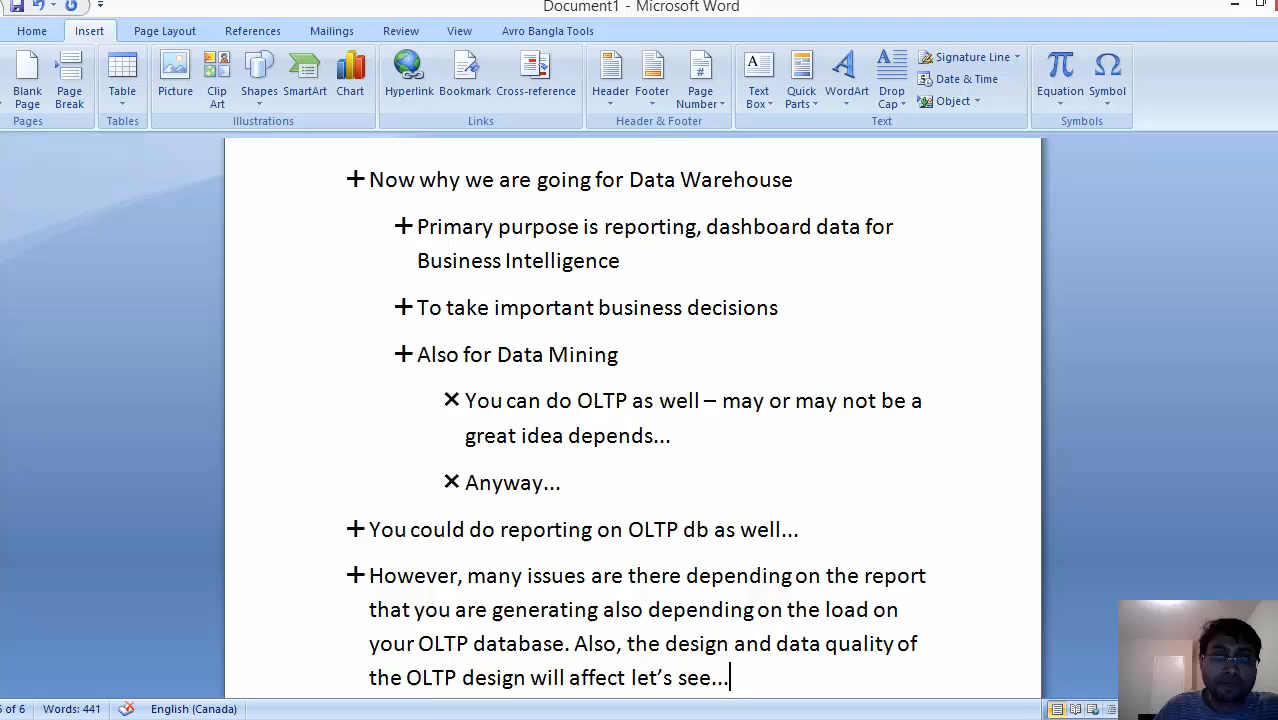 Document1 - Microsoft Word
Home Insert Page Layout References Mailings Review View Avro Bangla Tools
Blank Page
Page Break
Table
Picture
Clip Art
Shapes
SmartArt
Chart
Hyperlink
Bookmark
Cross-reference
Header
Footer
Page Number
Text Box
Quick Parts
WordArt
Drop Cap
Signature Line
Date & Time
Object
Equation
Symbol
Pages Tables Illustrations Links Header & Footer Text Symbols
Now why we are going for Data Warehouse
Primary purpose is reporting, dashboard data for
Business Intelligence
To take important business decisions
Also for Data Mining
You can do OLTP as well – may or may not be a
great idea depends...
Anyway...
You could do reporting on OLTP db as well...
However, many issues are there depending on the report
that you are generating also depending on the load on
your OLTP database. Also, the design and data quality of
the OLTP design will affect let’s see...
of 6 Words: 441 English (Canada)